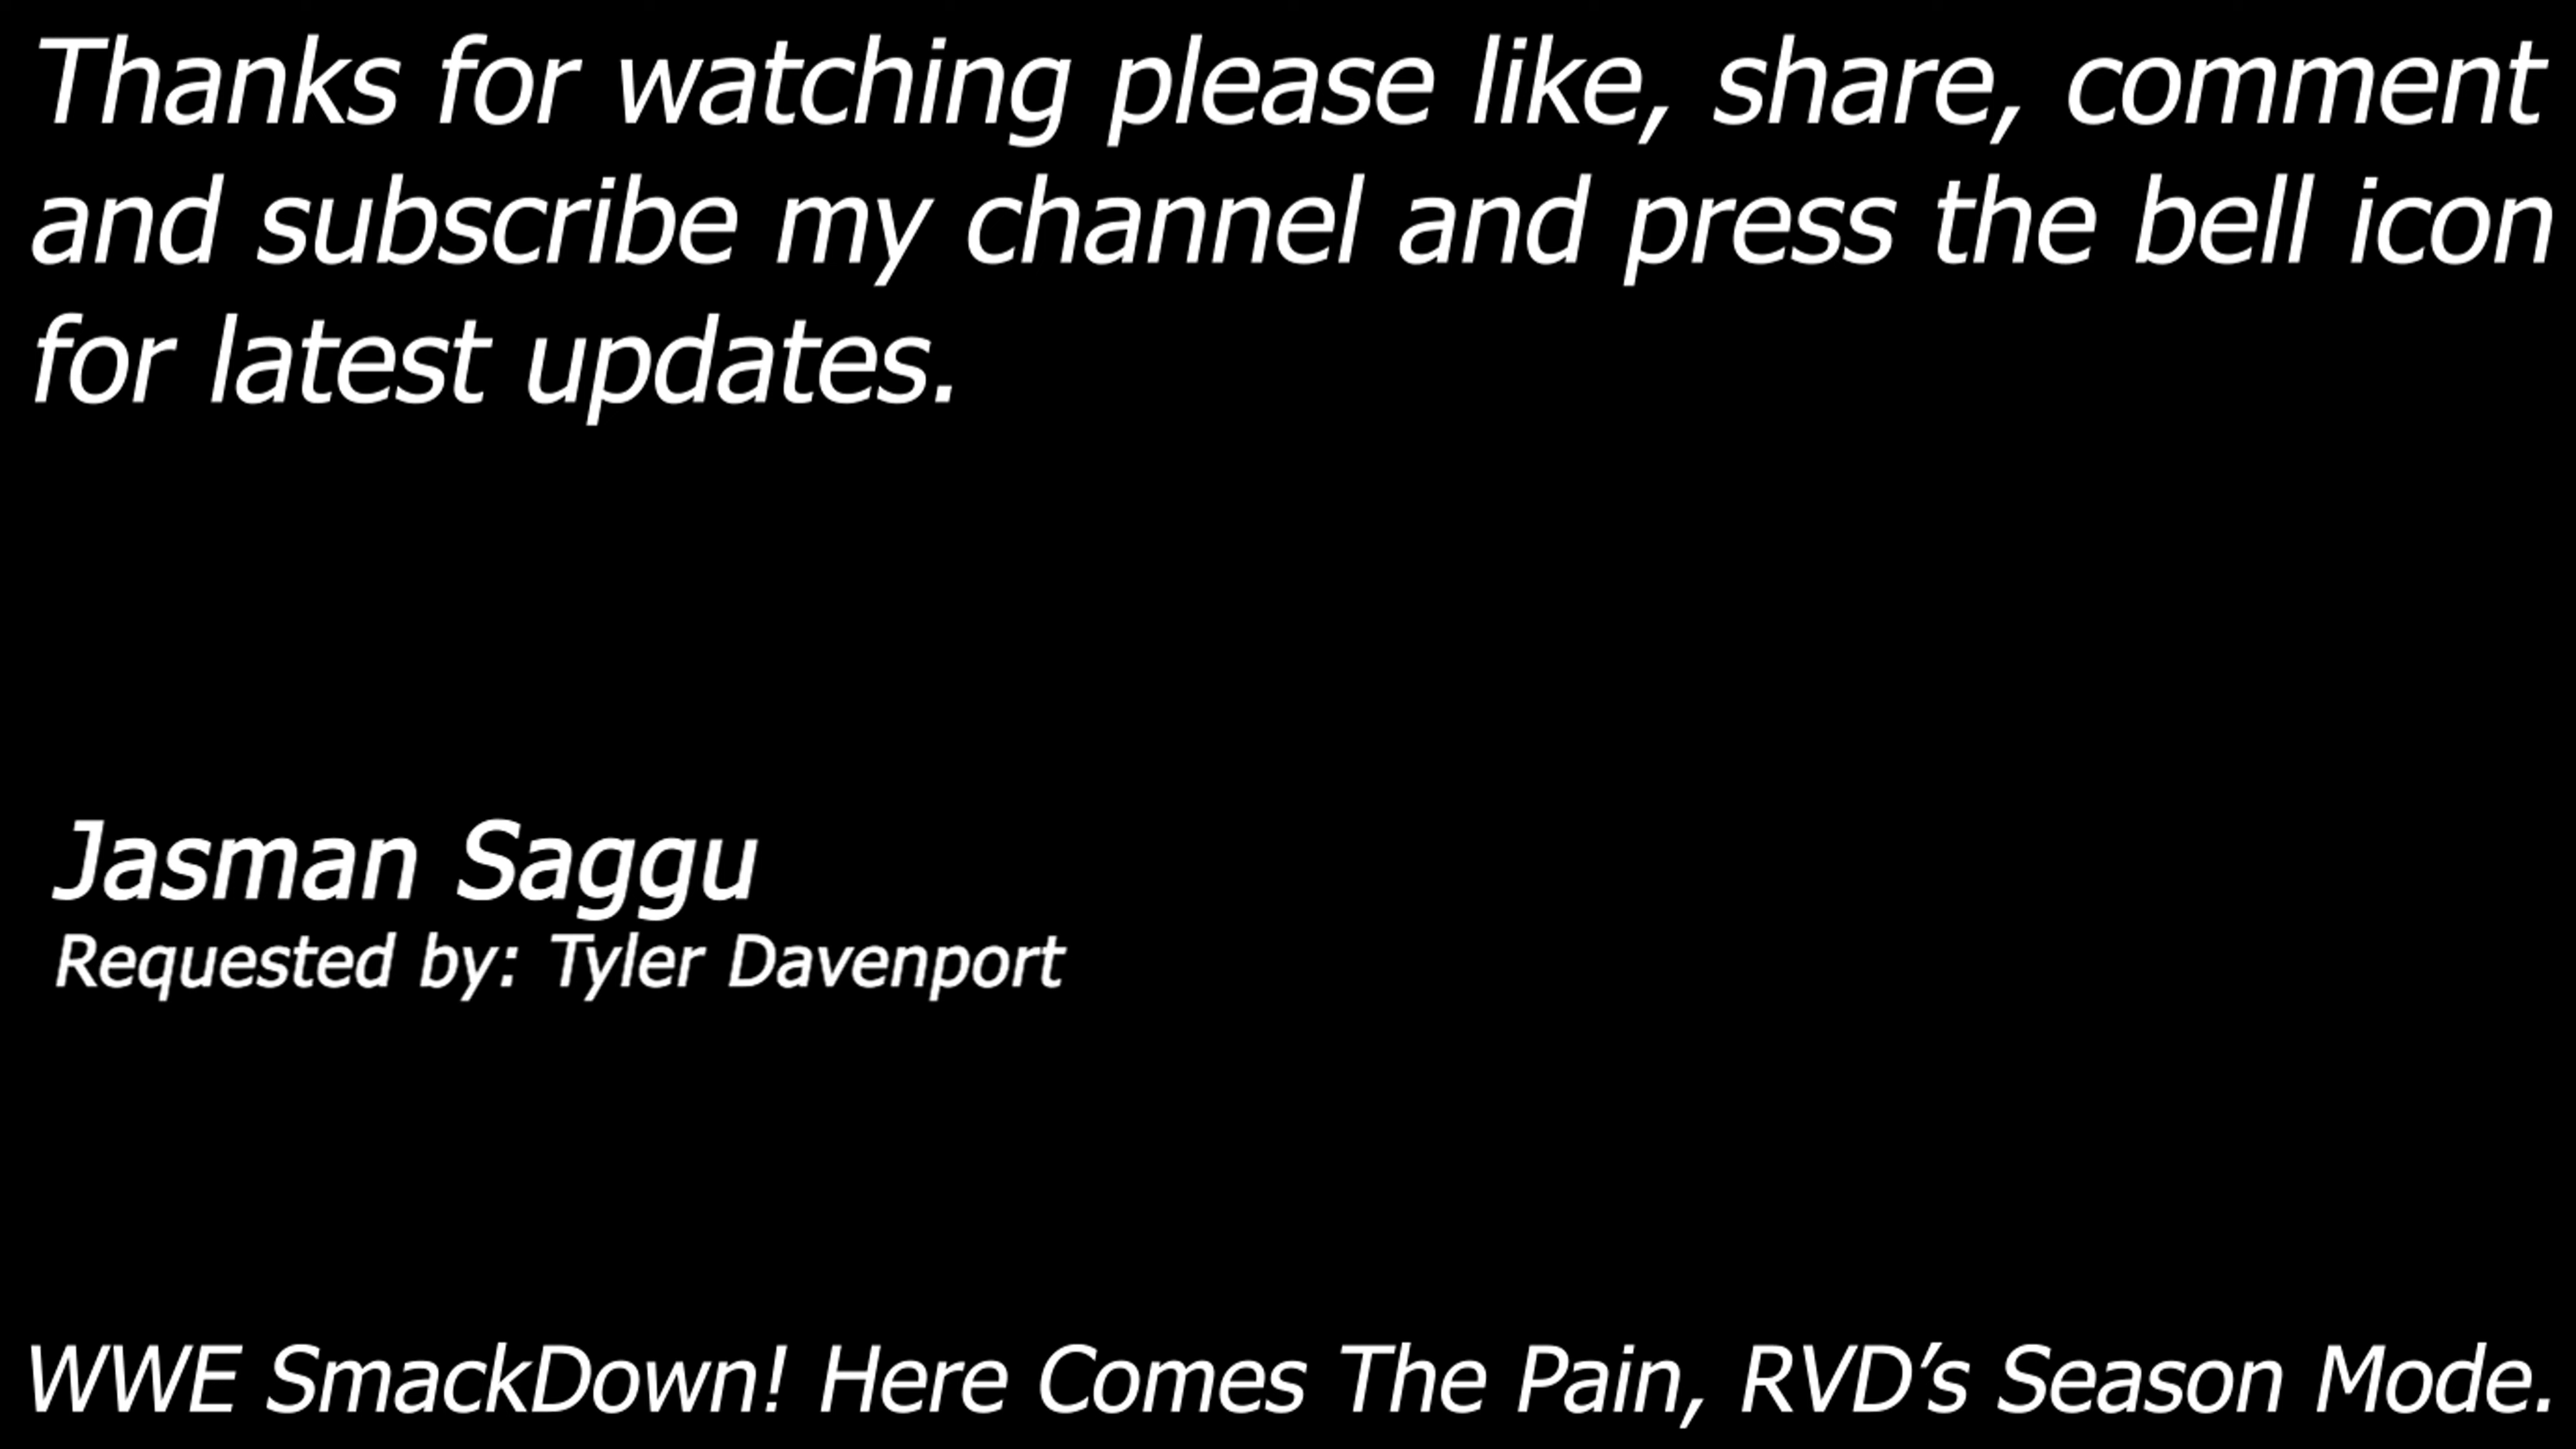 Thanks for watching please like, share, comment
and subscribe my channel and press the bell icon
for latest updates.
Jasman Saggu
Requested by: Tyler Davenport
WWE SmackDown! Here Comes The Pain, RVD’s Season Mode.